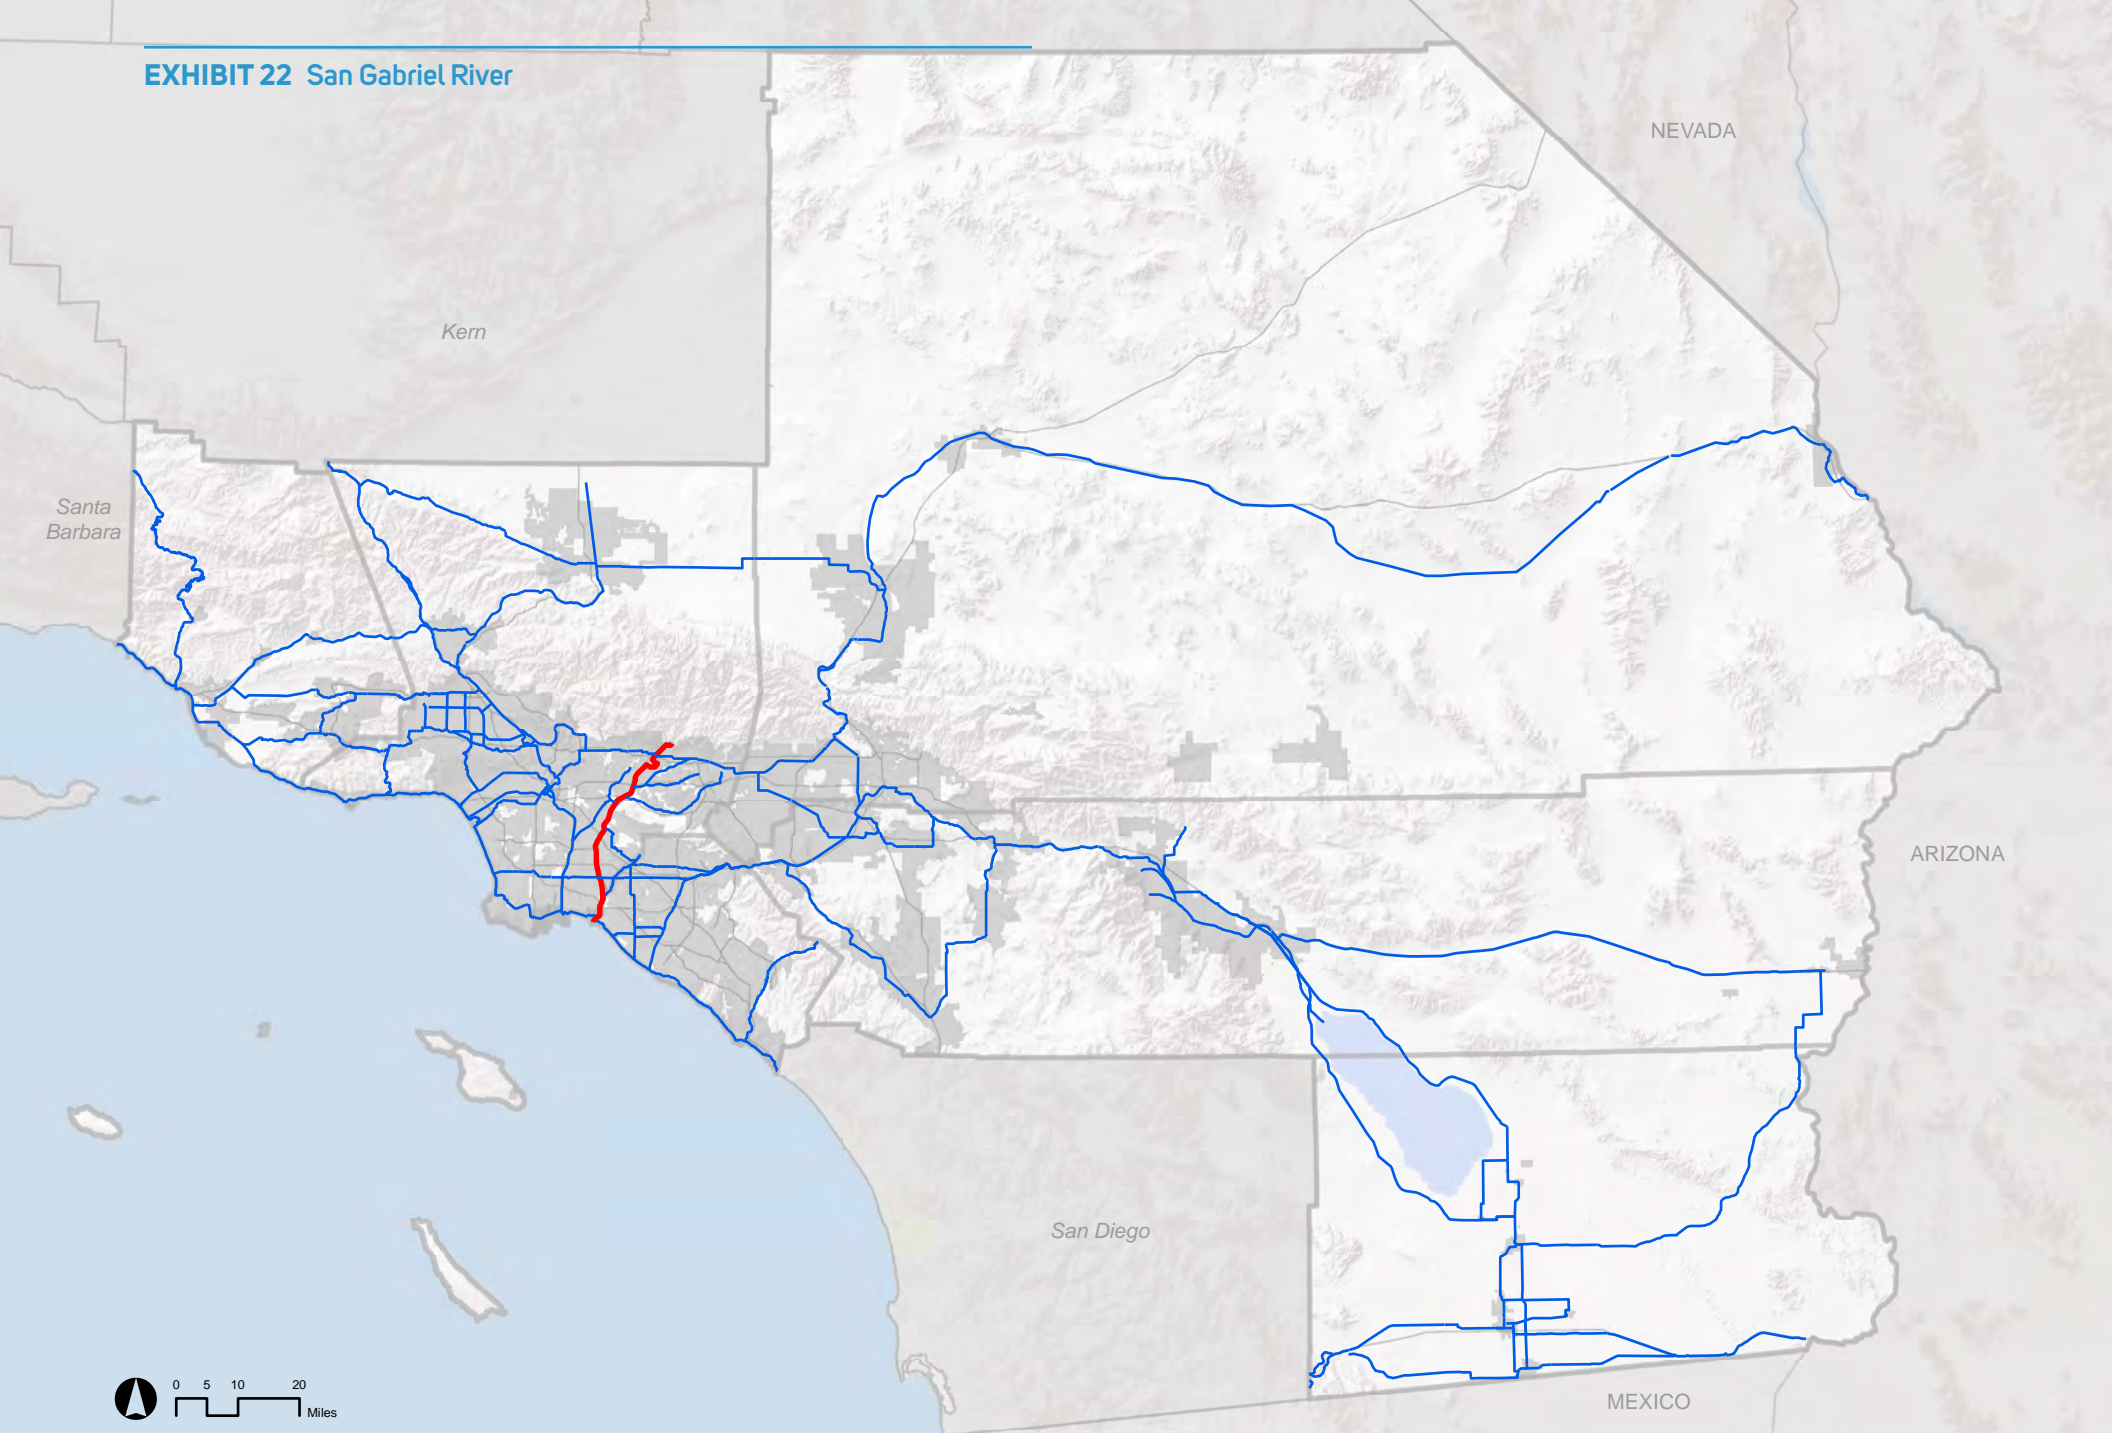 EXHIBIT 22 San Gabriel River
NEVADA
Kern
Santa
Barbara
ARIZONA
San Diego
MEXICO
0 5 10 20
Miles